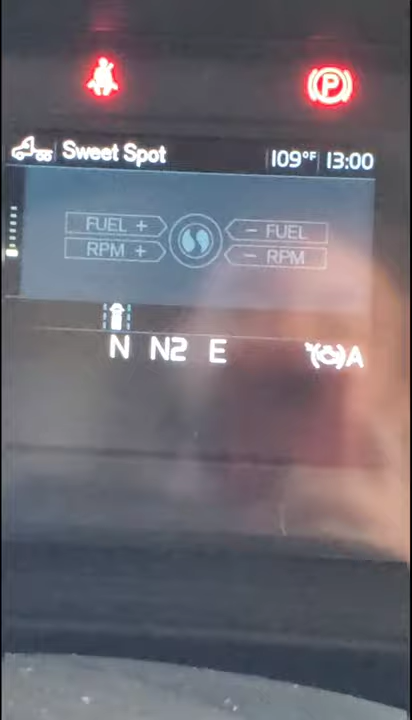 P
Sweet Spot 109°F 13:00
FUEL + − FUEL
RPM + − RPM
N N2 E A